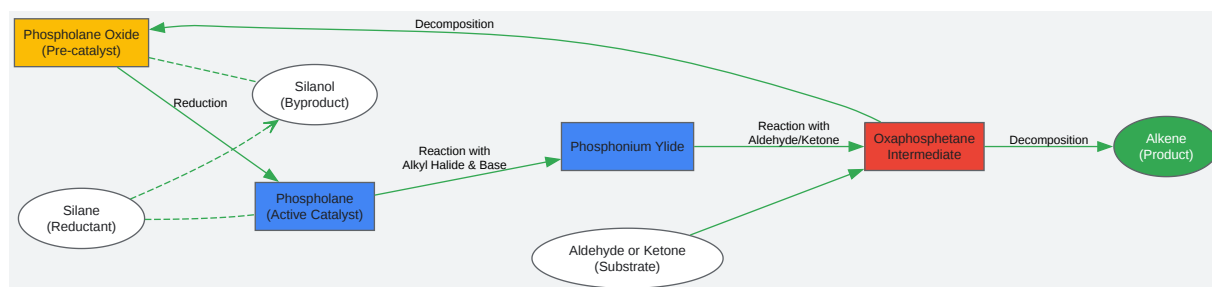 Phospholane Oxide
(Pre-catalyst)
Decomposition
Silanol
(Byproduct)
Reduction
Silane
(Reductant)
Phospholane
(Active Catalyst)
Reaction with
Alkyl Halide & Base
Phosphonium Ylide
Reaction with
Aldehyde/Ketone
Aldehyde or Ketone
(Substrate)
Oxaphosphetane
Intermediate
Decomposition
Alkene
(Product)